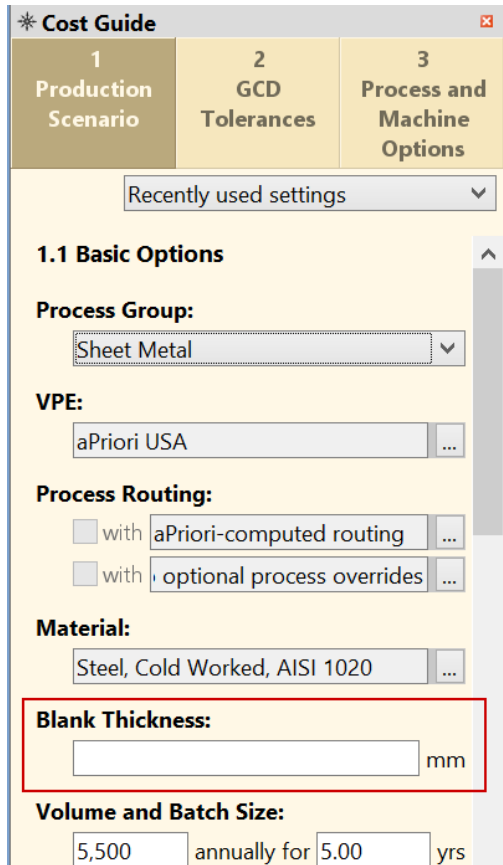 Cost Guide
1
Production
Scenario
2
GCD
Tolerances
3
Process and
Machine
Options
Recently used settings
1.1 Basic Options
Process Group:
Sheet Metal
VPE:
aPriori USA
...
Process Routing:
with aPriori-computed routing ...
with optional process overrides ...
Material:
Steel, Cold Worked, AISI 1020 ...
Blank Thickness:
mm
Volume and Batch Size:
5,500 annually for 5.00 yrs